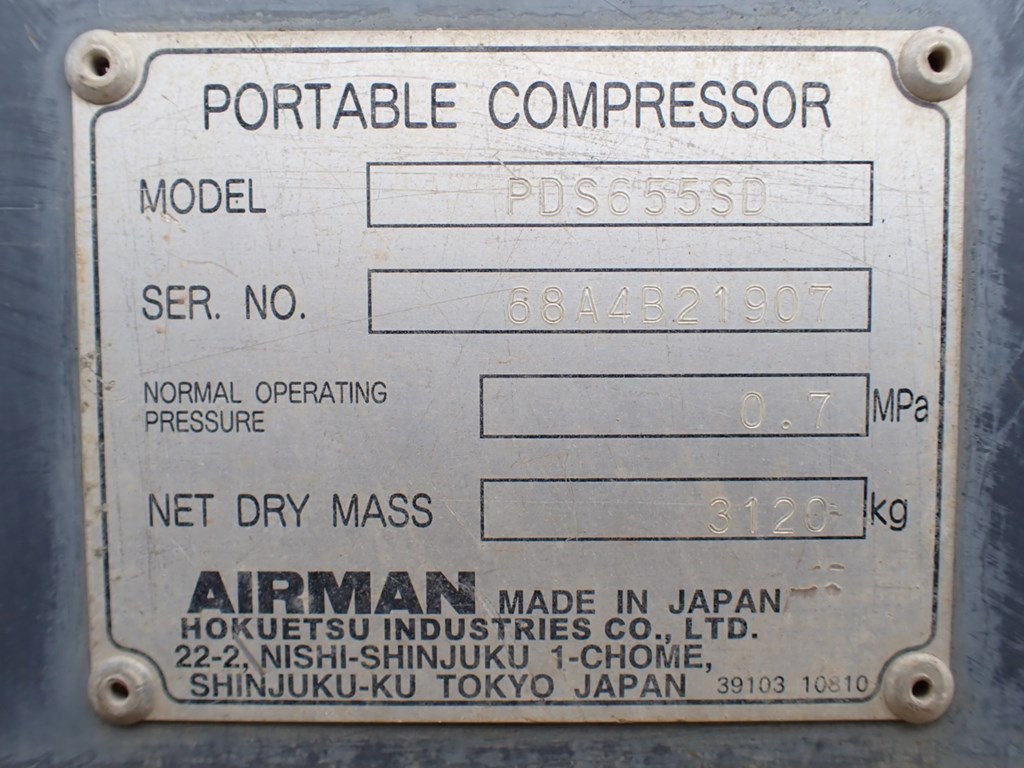 PORTABLE COMPRESSOR
MODEL PDS655SD
SER. NO. 68A4B21907
NORMAL OPERATING
PRESSURE 0.7 MPa
NET DRY MASS 3120 kg
AIRMAN MADE IN JAPAN
HOKUETSU INDUSTRIES CO., LTD.
22-2, NISHI-SHINJUKU 1-CHOME,
SHINJUKU-KU TOKYO JAPAN 39103 10810